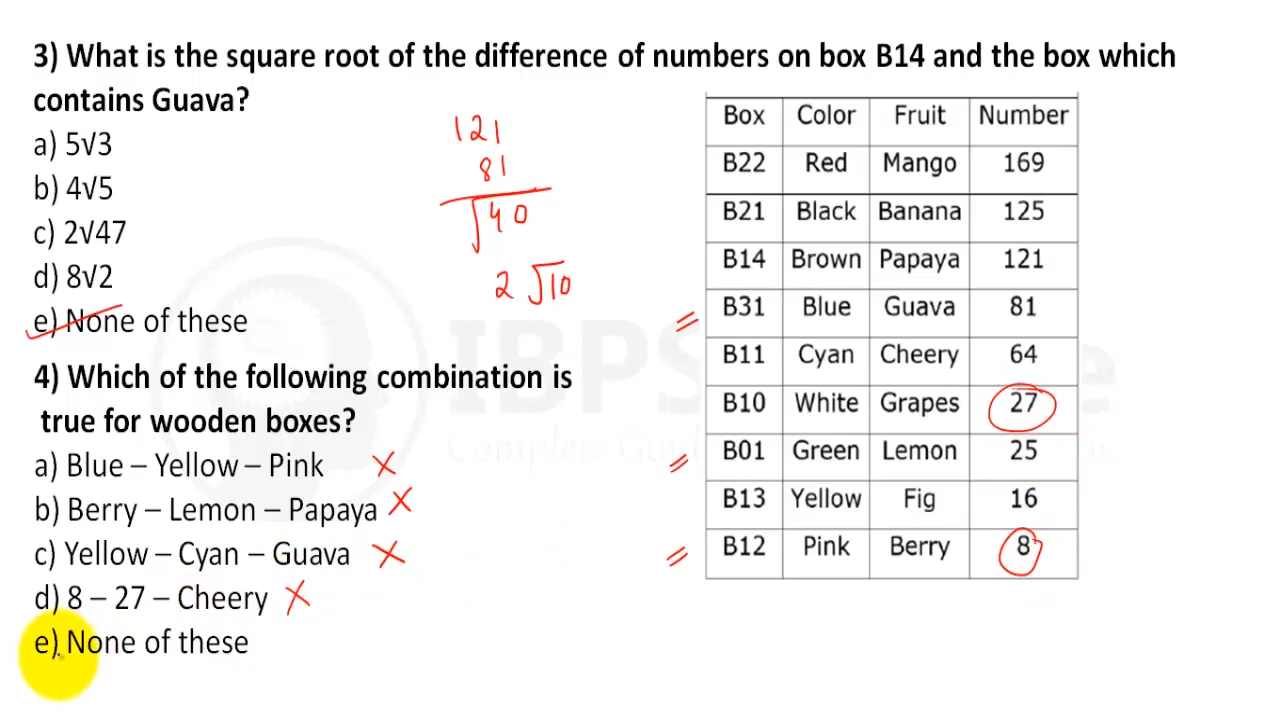 3) What is the square root of the difference of numbers on box B14 and the box which
contains Guava?
a) 5√3
b) 4√5
c) 2√47
d) 8√2
e) None of these
121
81
√40
2√10
4) Which of the following combination is
true for wooden boxes?
a) Blue – Yellow – Pink
b) Berry – Lemon – Papaya
c) Yellow – Cyan – Guava
d) 8 – 27 – Cheery
e) None of these
Box Color Fruit Number
B22 Red Mango 169
B21 Black Banana 125
B14 Brown Papaya 121
B31 Blue Guava 81
B11 Cyan Cheery 64
B10 White Grapes 27
B01 Green Lemon 25
B13 Yellow Fig 16
B12 Pink Berry 8
IBPS